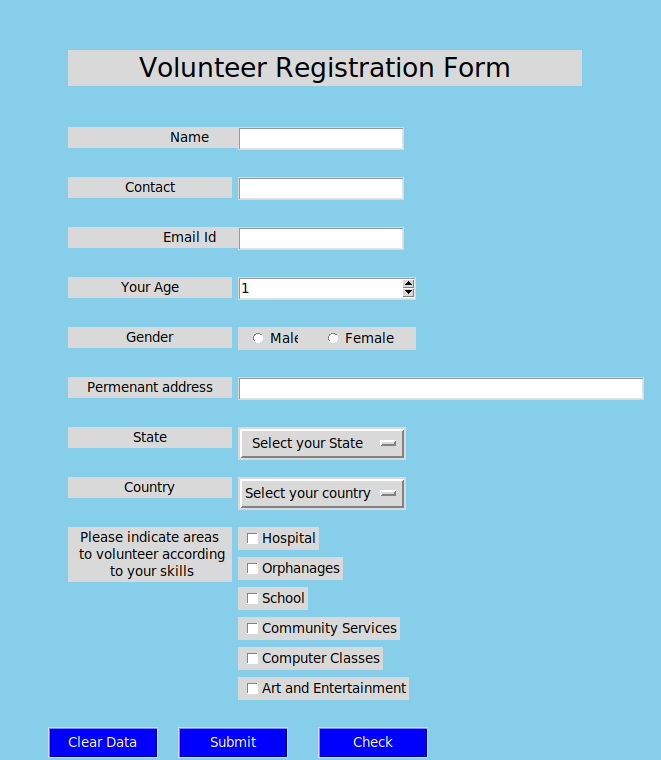 Volunteer Registration Form
Name
Contact
Email Id
Your Age 1
Gender Male Female
Permenant address
State Select your State
Country Select your country
Please indicate areas
to volunteer according
to your skills
Hospital
Orphanages
School
Community Services
Computer Classes
Art and Entertainment
Clear Data Submit Check